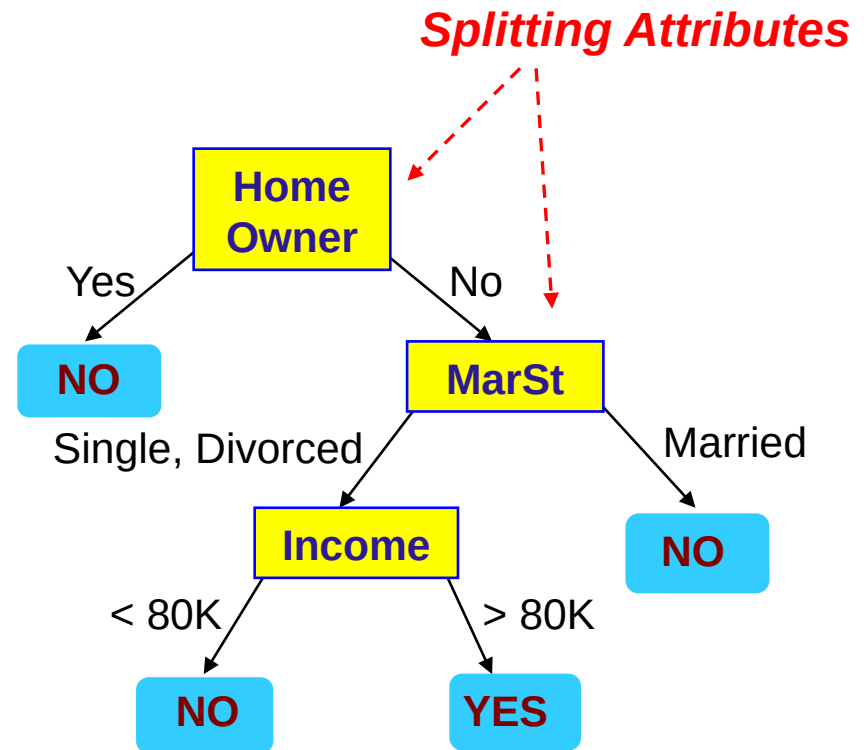 Splitting Attributes
Home
Owner
Yes
No
NO
MarSt
Single, Divorced
Married
Income
NO
< 80K
> 80K
NO
YES